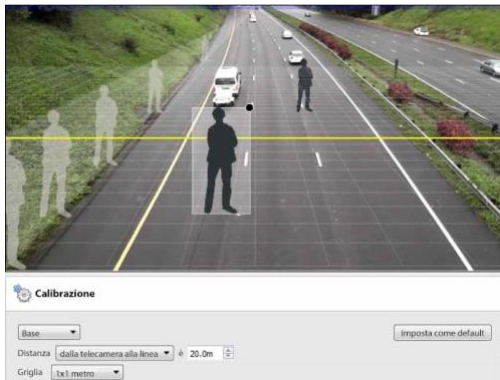 Calibrazione
Base
Imposta come default
Distanza dalla telecamera alla linea è 20.0m
Griglia 1x1 metro